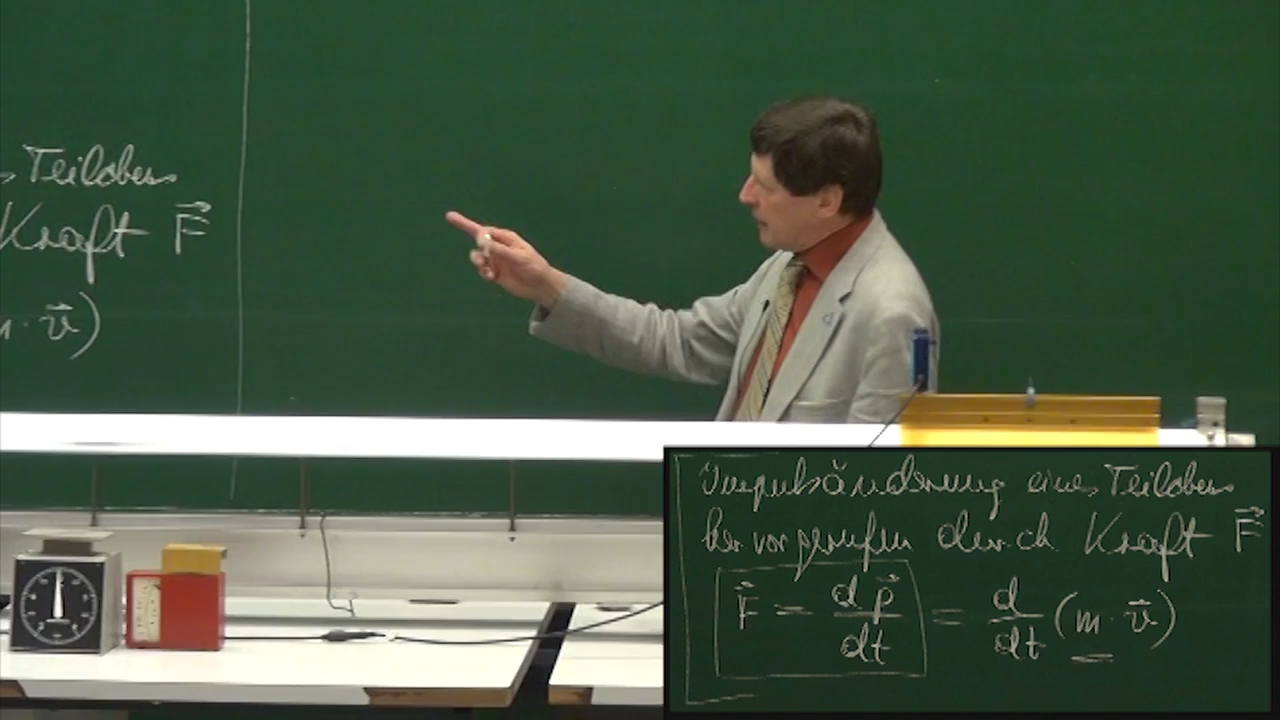 Teilchens
Kraft F⃗
· v⃗)
Impulsänderung eines Teilchens
hervorgerufen durch Kraft F⃗
F⃗ = dp⃗/dt = d/dt (m · v⃗)